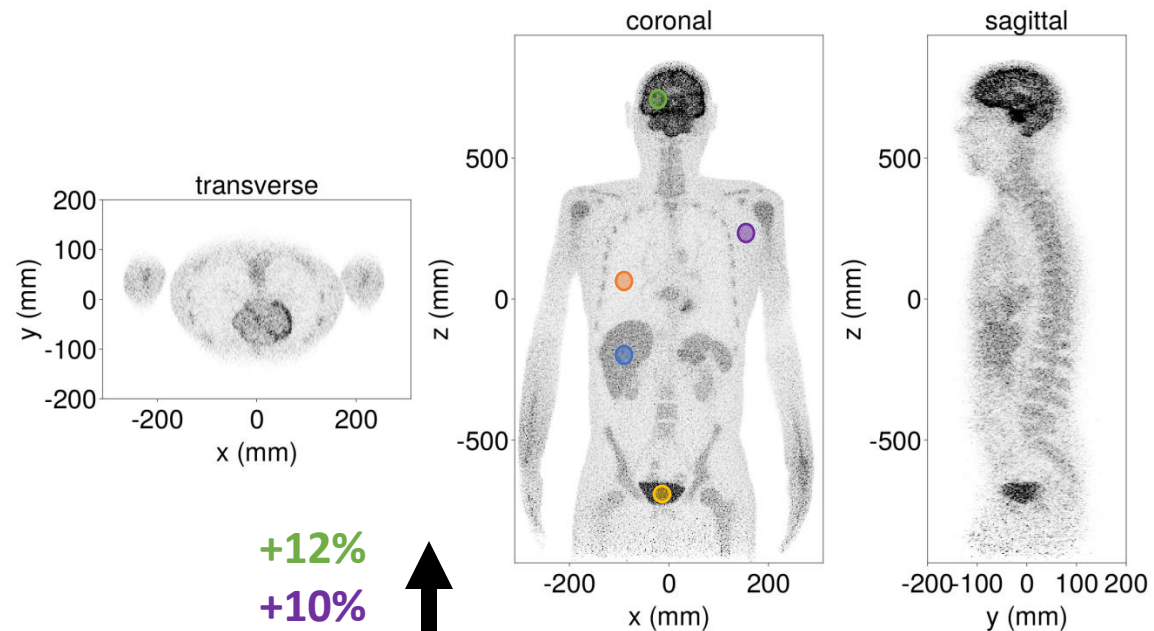 transverse
200
100
0
-100
-200
y (mm)
-200 0 200
x (mm)
coronal
500
0
-500
z (mm)
-200 0 200
x (mm)
sagittal
500
0
-500
z (mm)
-200 -100 0 100 200
y (mm)
+12%
+10%